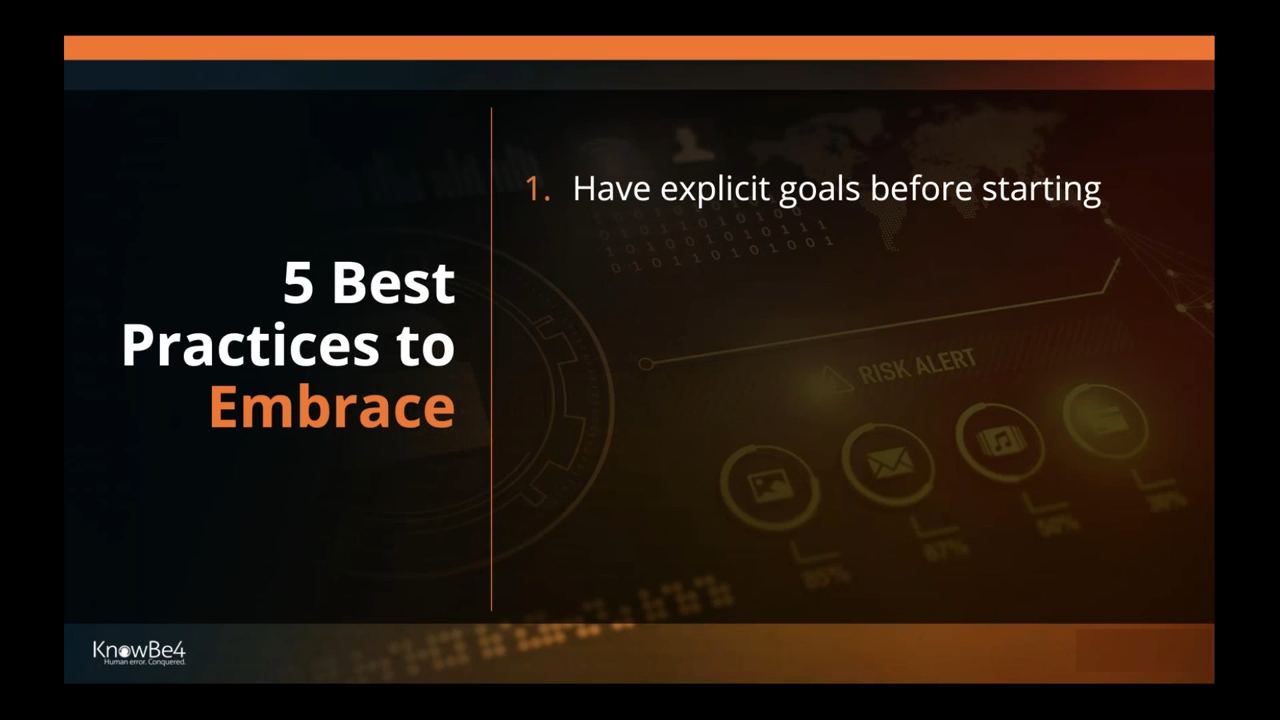 5 Best
Practices to
Embrace
1. Have explicit goals before starting
RISK ALERT
KnowBe4
Human error. Conquered.